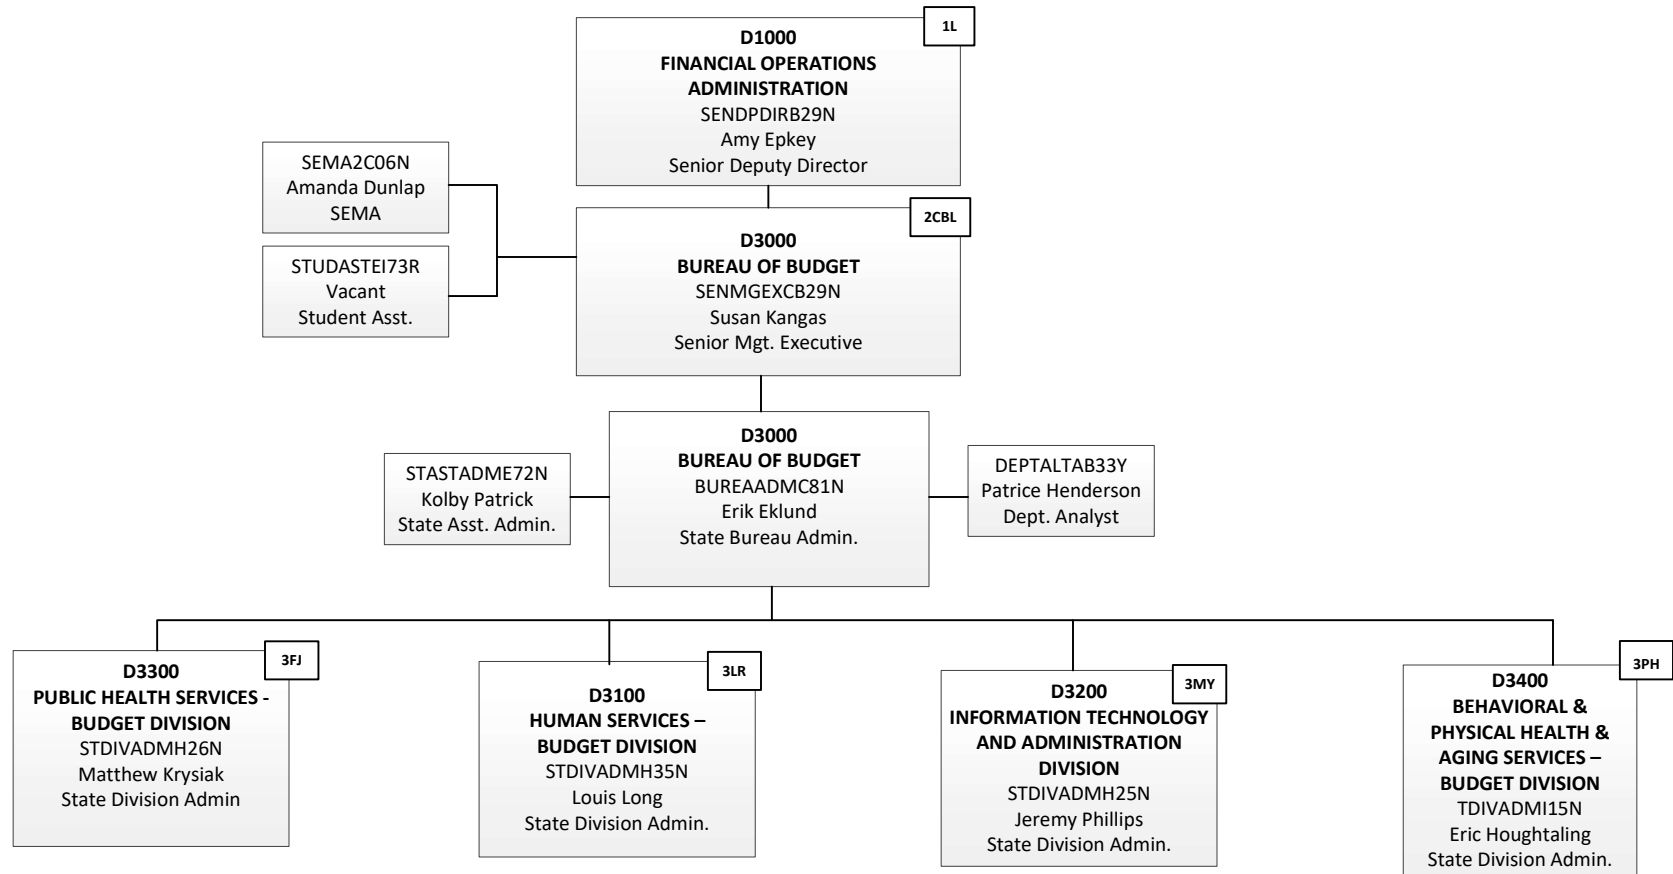 1L
D1000
FINANCIAL OPERATIONS
ADMINISTRATION
SENDPDIRB29N
Amy Epkey
Senior Deputy Director
SEMA2C06N
Amanda Dunlap
SEMA
STUDASTEI73R
Vacant
Student Asst.
2CBL
D3000
BUREAU OF BUDGET
SENMGEXCB29N
Susan Kangas
Senior Mgt. Executive
D3000
BUREAU OF BUDGET
BUREAADMC81N
Erik Eklund
State Bureau Admin.
STASTADME72N
Kolby Patrick
State Asst. Admin.
DEPTALTAB33Y
Patrice Henderson
Dept. Analyst
3FJ
D3300
PUBLIC HEALTH SERVICES -
BUDGET DIVISION
STDIVADMH26N
Matthew Krysiak
State Division Admin
3LR
D3100
HUMAN SERVICES –
BUDGET DIVISION
STDIVADMH35N
Louis Long
State Division Admin.
3MY
D3200
INFORMATION TECHNOLOGY
AND ADMINISTRATION
DIVISION
STDIVADMH25N
Jeremy Phillips
State Division Admin.
3PH
D3400
BEHAVIORAL &
PHYSICAL HEALTH &
AGING SERVICES –
BUDGET DIVISION
TDIVADMI15N
Eric Houghtaling
State Division Admin.